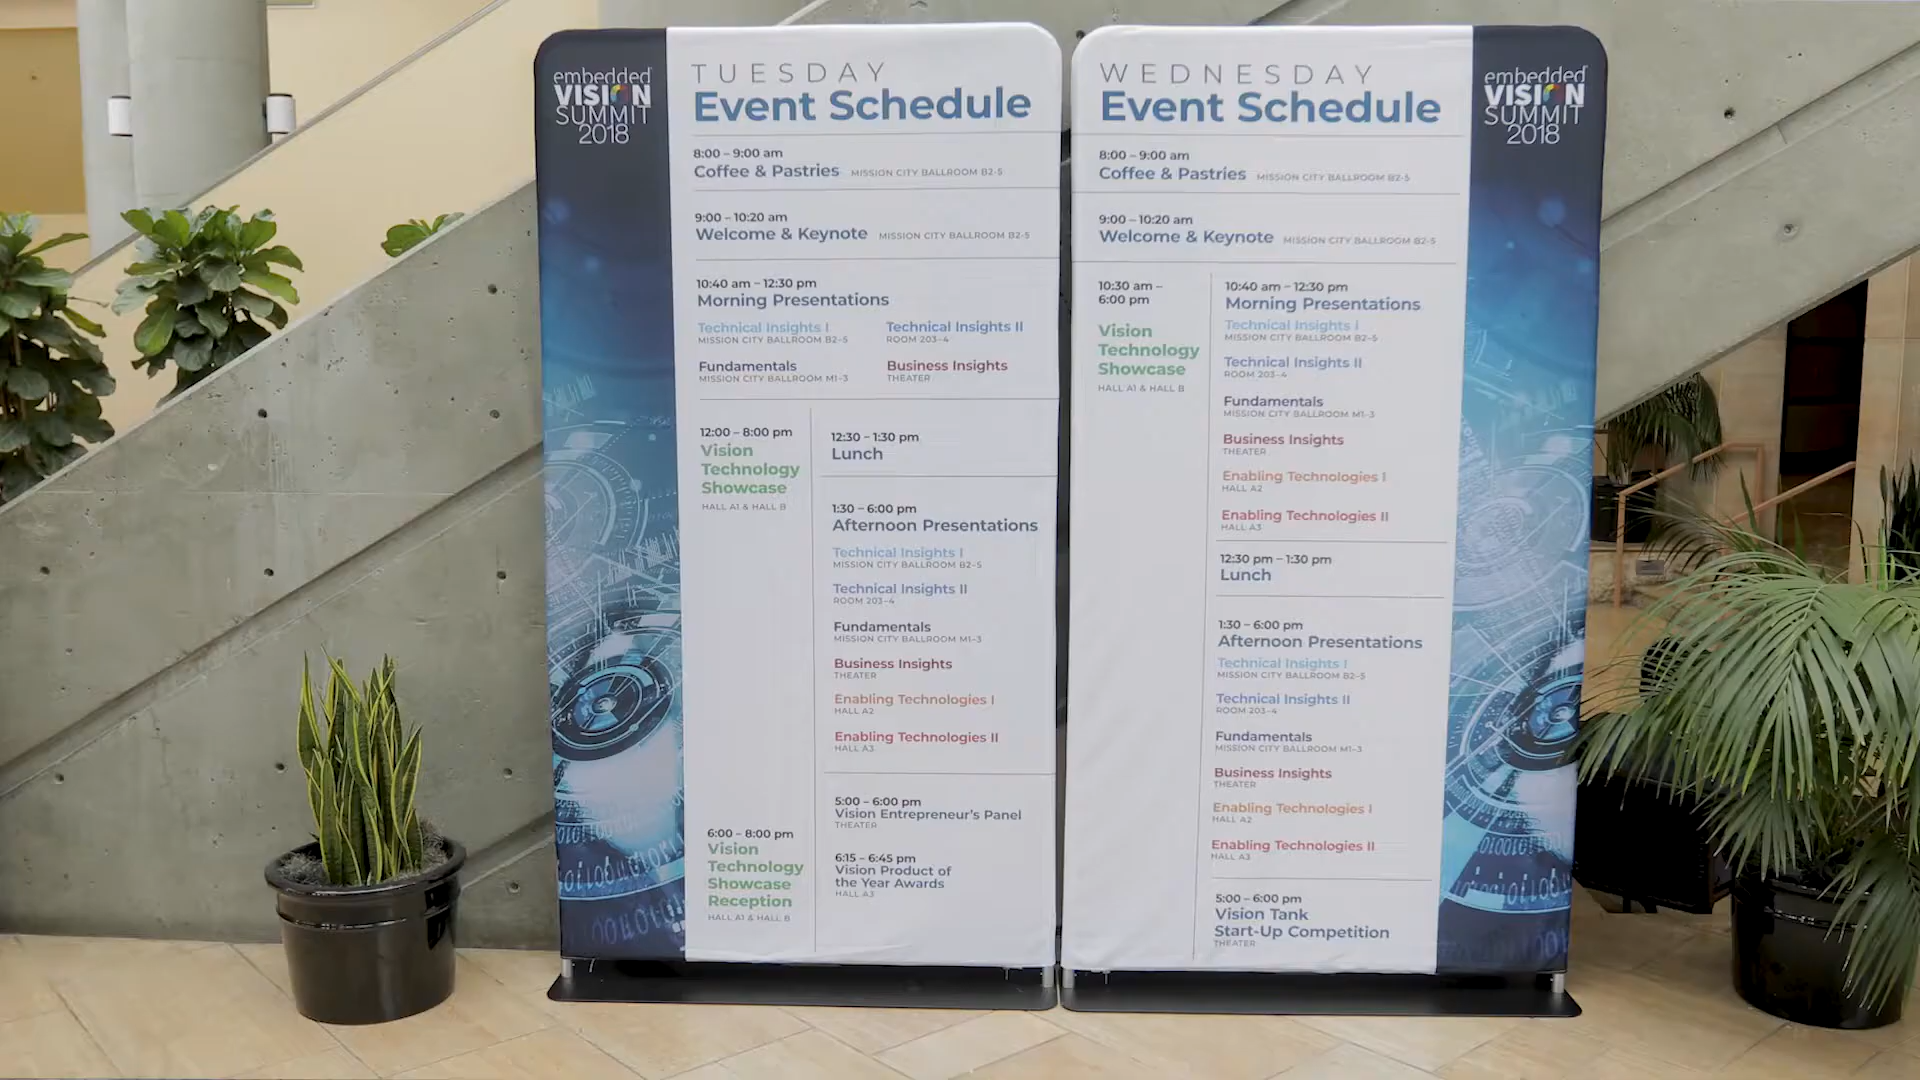 embedded
VISION
SUMMIT
2018
TUESDAY
Event Schedule
8:00 – 9:00 am
Coffee & Pastries MISSION CITY BALLROOM B2-5
9:00 – 10:20 am
Welcome & Keynote MISSION CITY BALLROOM B2-5
10:40 am – 12:30 pm
Morning Presentations
Technical Insights I
MISSION CITY BALLROOM B2-5
Technical Insights II
ROOM 203-4
Fundamentals
MISSION CITY BALLROOM M1-3
Business Insights
THEATER
12:00 – 8:00 pm
Vision
Technology
Showcase
HALL A1 & HALL B
6:00 – 8:00 pm
Vision
Technology
Showcase
Reception
HALL A1 & HALL B
12:30 – 1:30 pm
Lunch
1:30 – 6:00 pm
Afternoon Presentations
Technical Insights I
MISSION CITY BALLROOM B2-5
Technical Insights II
ROOM 203-4
Fundamentals
MISSION CITY BALLROOM M1-3
Business Insights
THEATER
Enabling Technologies I
HALL A2
Enabling Technologies II
HALL A3
5:00 – 6:00 pm
Vision Entrepreneur's Panel
THEATER
6:15 – 6:45 pm
Vision Product of
the Year Awards
HALL A3
WEDNESDAY
Event Schedule
8:00 – 9:00 am
Coffee & Pastries MISSION CITY BALLROOM B2-5
9:00 – 10:20 am
Welcome & Keynote MISSION CITY BALLROOM B2-5
10:30 am –
6:00 pm
Vision
Technology
Showcase
HALL A1 & HALL B
10:40 am – 12:30 pm
Morning Presentations
Technical Insights I
MISSION CITY BALLROOM B2-5
Technical Insights II
ROOM 203-4
Fundamentals
MISSION CITY BALLROOM M1-3
Business Insights
THEATER
Enabling Technologies I
HALL A2
Enabling Technologies II
HALL A3
12:30 pm – 1:30 pm
Lunch
1:30 – 6:00 pm
Afternoon Presentations
Technical Insights I
MISSION CITY BALLROOM B2-5
Technical Insights II
ROOM 203-4
Fundamentals
MISSION CITY BALLROOM M1-3
Business Insights
THEATER
Enabling Technologies I
HALL A2
Enabling Technologies II
HALL A3
5:00 – 6:00 pm
Vision Tank
Start-Up Competition
THEATER
embedded
VISION
SUMMIT
2018